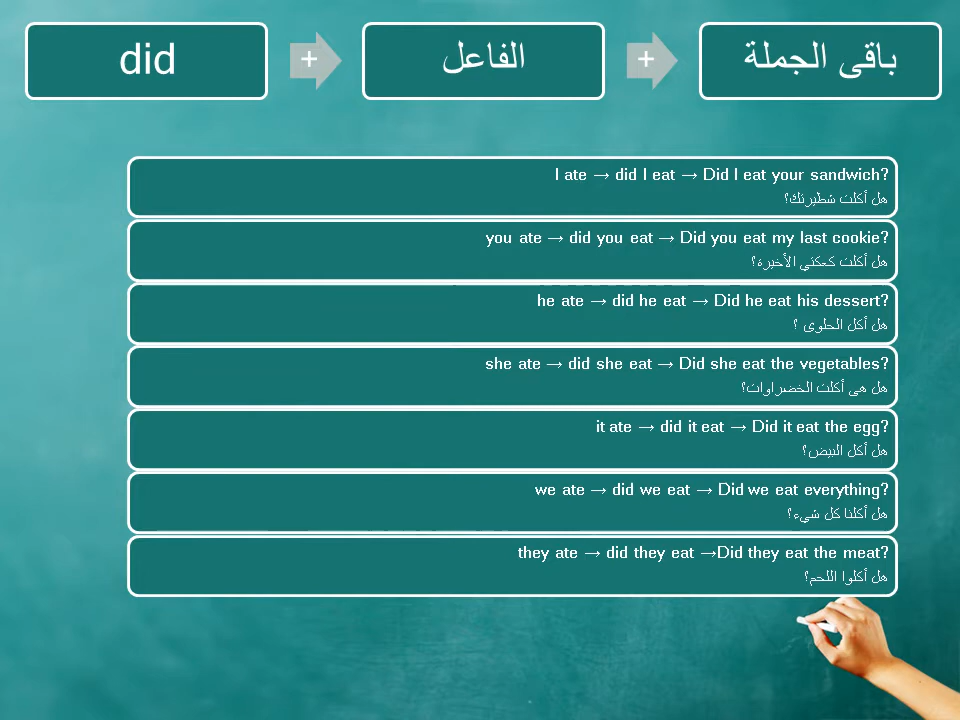 did
+
الفاعل
+
باقى الجملة
I ate → did I eat → Did I eat your sandwich?
هل أكلت شطيرتك؟
you ate → did you eat → Did you eat my last cookie?
هل أكلت كعكتي الأخيرة؟
he ate → did he eat → Did he eat his dessert?
هل أكل الحلوى ؟
she ate → did she eat → Did she eat the vegetables?
هل هى أكلت الخضراوات؟
it ate → did it eat → Did it eat the egg?
هل أكل البيض؟
we ate → did we eat → Did we eat everything?
هل أكلنا كل شيء؟
they ate → did they eat →Did they eat the meat?
هل أكلوا اللحم؟